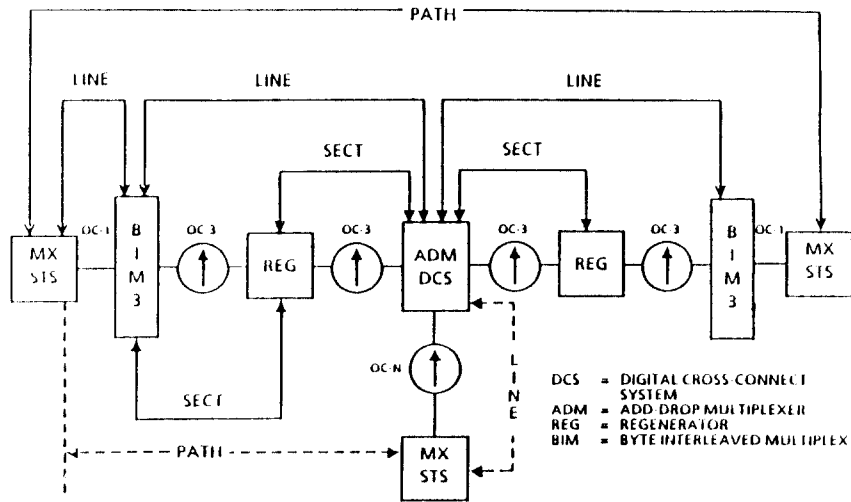 PATH
LINE LINE LINE
SECT SECT
OC-1 OC-3 OC-3 OC-3 OC-3 OC-1
MX
STS
B
I
M
3
REG
ADM
DCS
REG
B
I
M
3
MX
STS
SECT
OC-N
L
I
N
E
PATH
MX
STS
DCS = DIGITAL CROSS-CONNECT
SYSTEM
ADM = ADD-DROP MULTIPLEXER
REG = REGENERATOR
BIM = BYTE INTERLEAVED MULTIPLEX